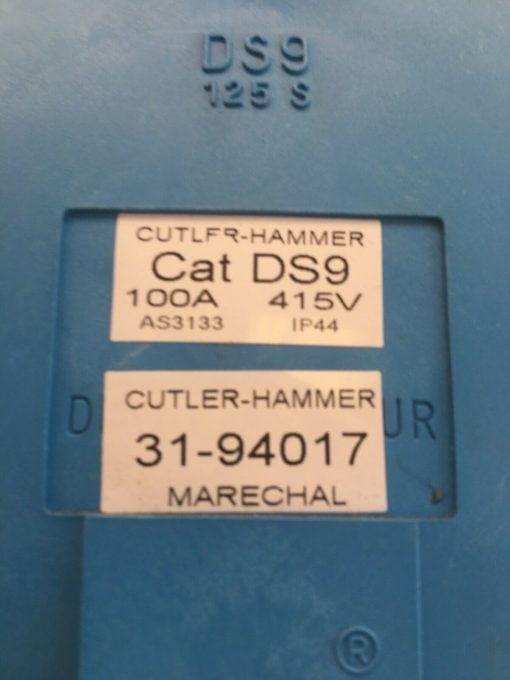 DS9
125 S
CUTLER-HAMMER
Cat DS9
100A 415V
AS3133 IP44
CUTLER-HAMMER
31-94017
MARECHAL
®